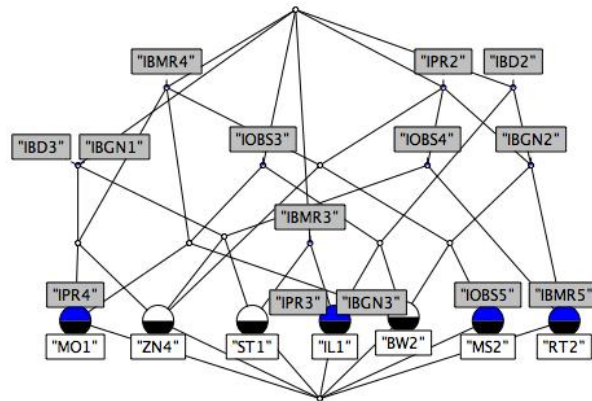 "IBMR4" "IPR2" "IBD2"
"IBD3" "IBGN1" "IOBS3" "IOBS4" "IBGN2"
"IBMR3"
"IPR4" "IPR3" "IBGN3" "IOBS5" "IBMR5"
"MO1" "ZN4" "ST1" "IL1" "BW2" "MS2" "RT2"